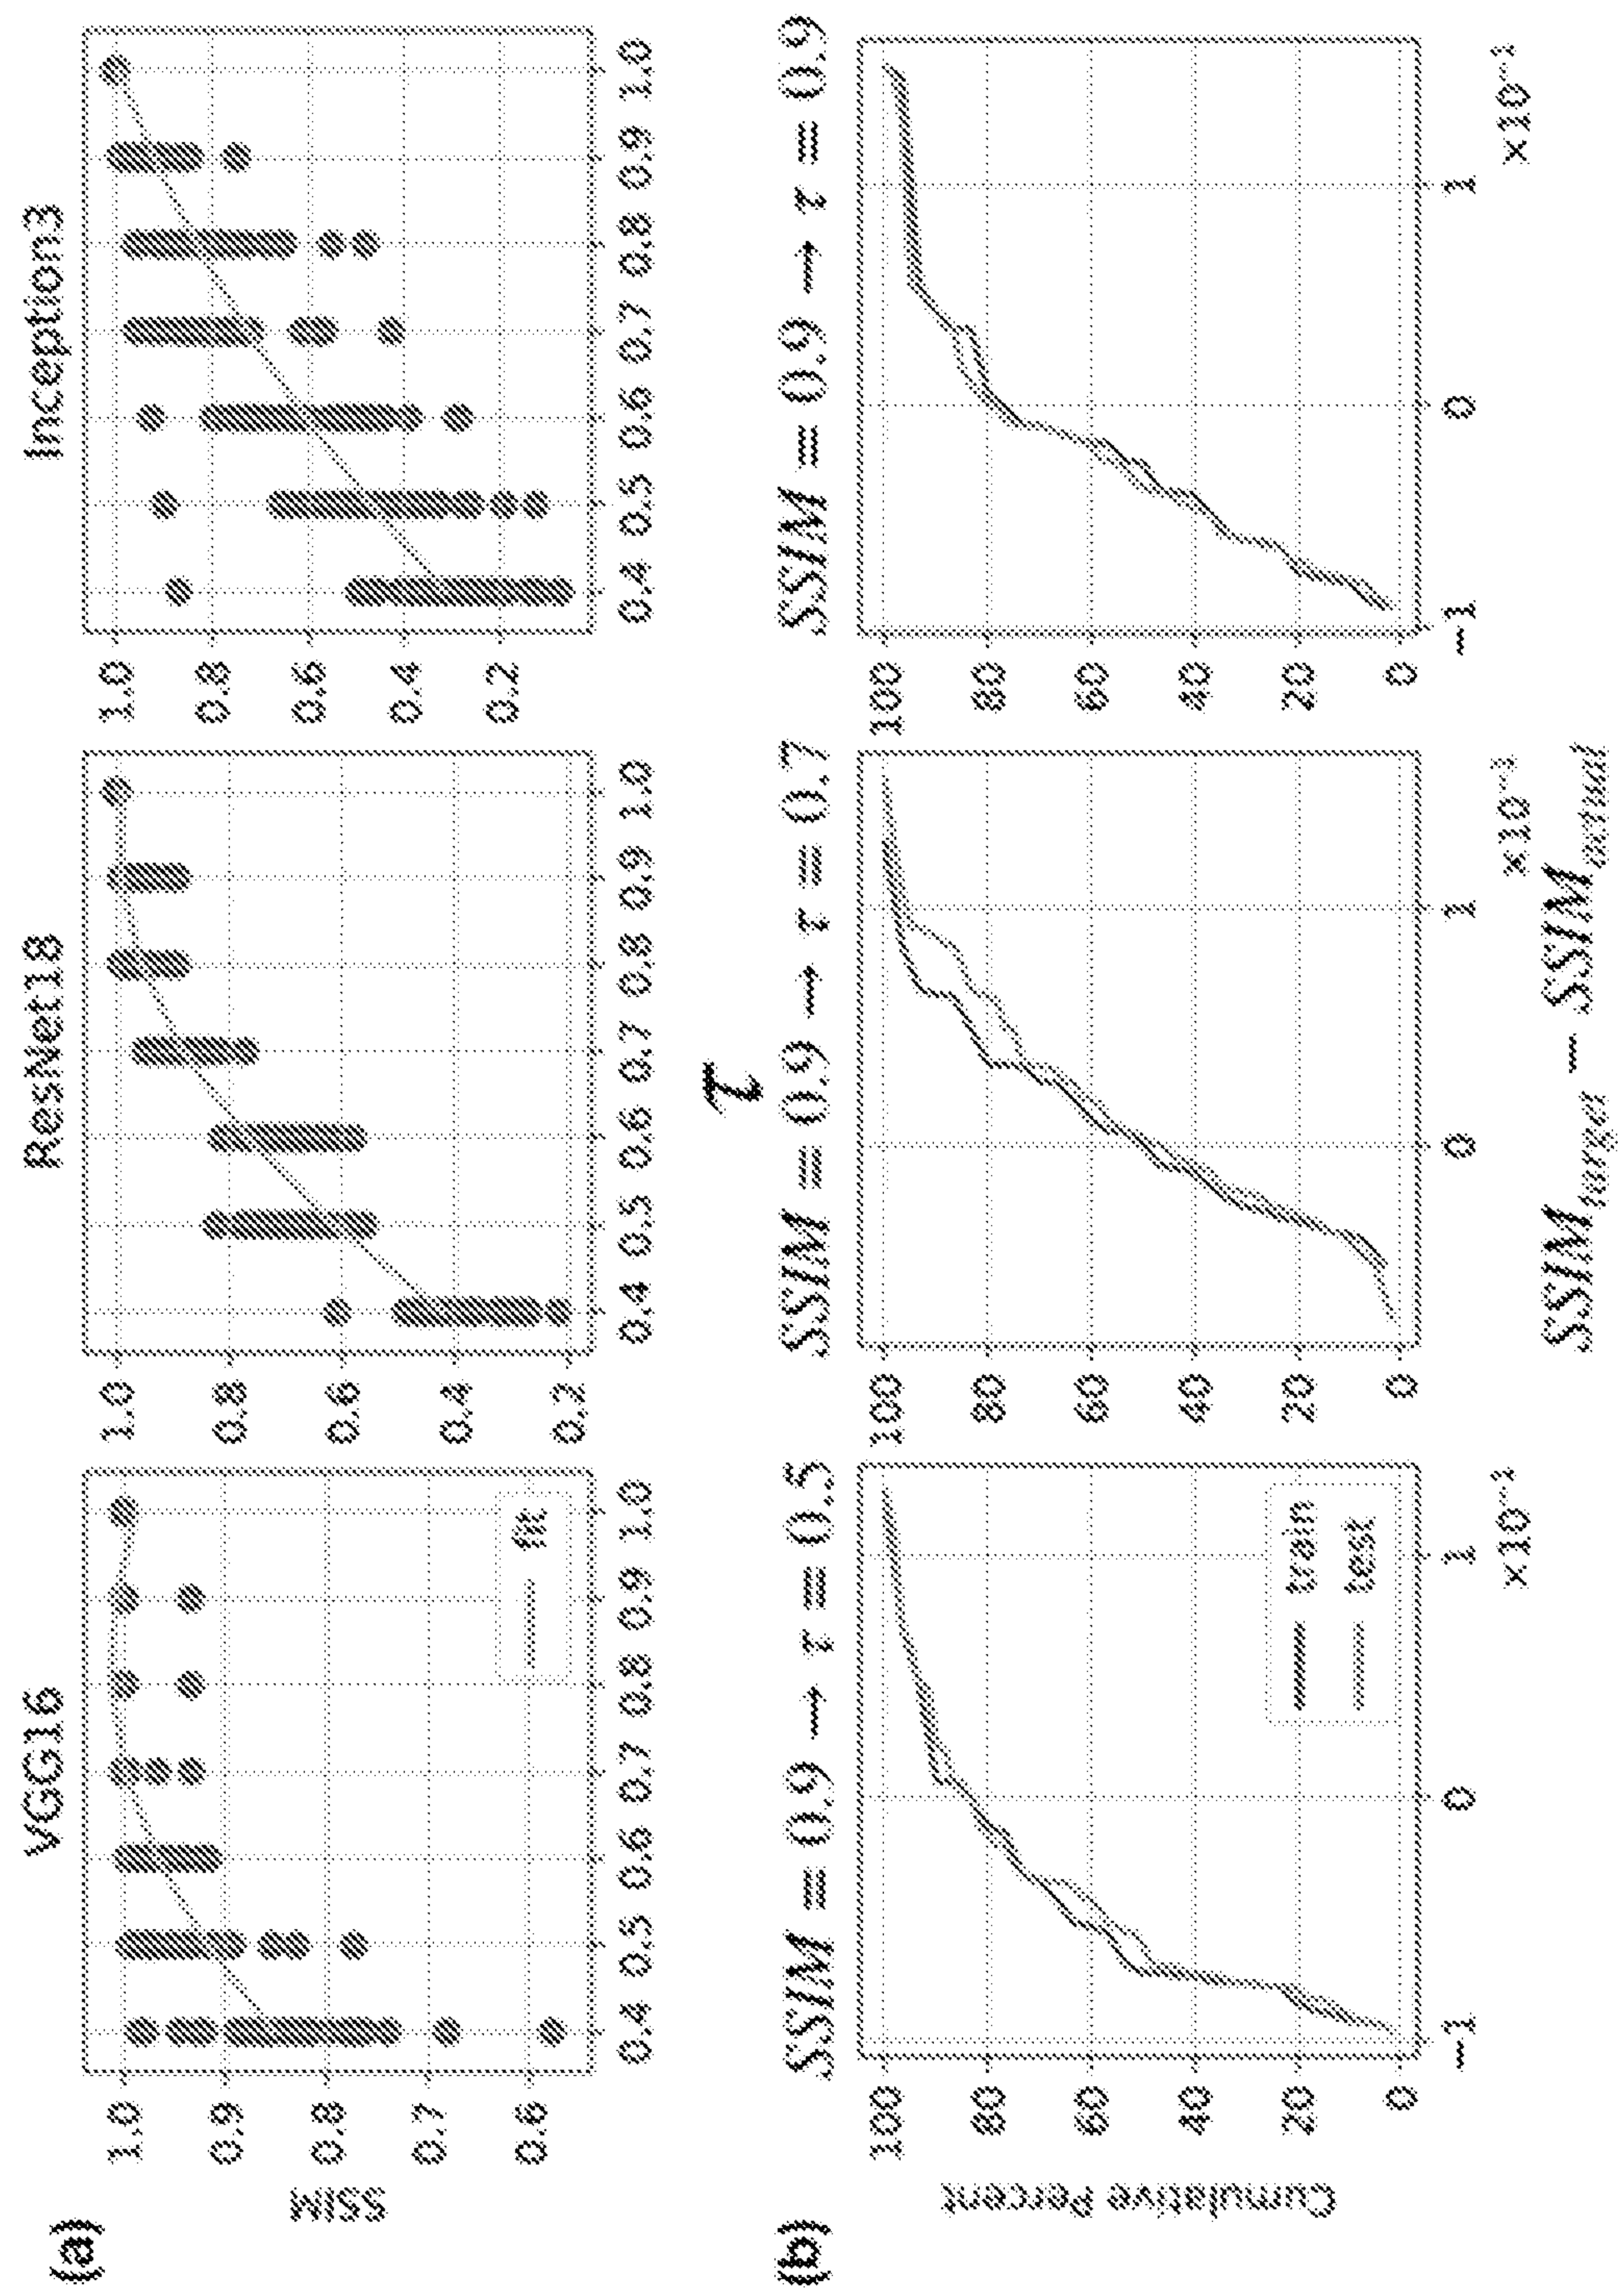 (a)
VGG16
ResNet18
Inception3
SSIM
1.0
0.9
0.8
0.7
0.6
fit
0.4 0.5 0.6 0.7 0.8 0.9 1.0
1.0
0.8
0.6
0.4
0.2
0.4 0.5 0.6 0.7 0.8 0.9 1.0
1.0
0.8
0.6
0.4
0.2
0.4 0.5 0.6 0.7 0.8 0.9 1.0
τ
(b)
SSIM = 0.9 → τ = 0.5
SSIM = 0.9 → τ = 0.7
SSIM = 0.9 → τ = 0.9
Cumulative Percent
100
80
60
40
20
0
train
test
−1 0 1
×10⁻¹
100
80
60
40
20
0
0 1
×10⁻¹
100
80
60
40
20
0
−1 0 1
×10⁻¹
SSIM_target − SSIM_actual